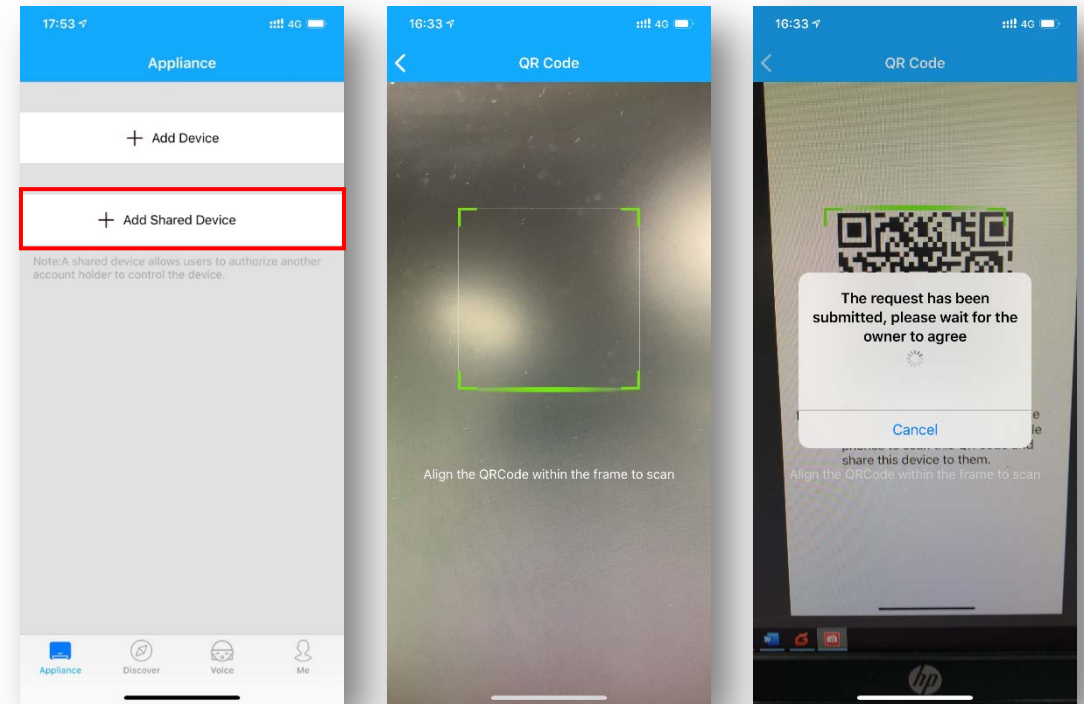 17:53
4G
Appliance
+ Add Device
+ Add Shared Device
Note:A shared device allows users to authorize another
account holder to control the device.
Appliance
Discover
Voice
Me
16:33
4G
QR Code
Align the QRCode within the frame to scan
16:33
4G
QR Code
The request has been
submitted, please wait for the
owner to agree
Cancel
share this device to them.
Align the QRCode within the frame to scan
hp